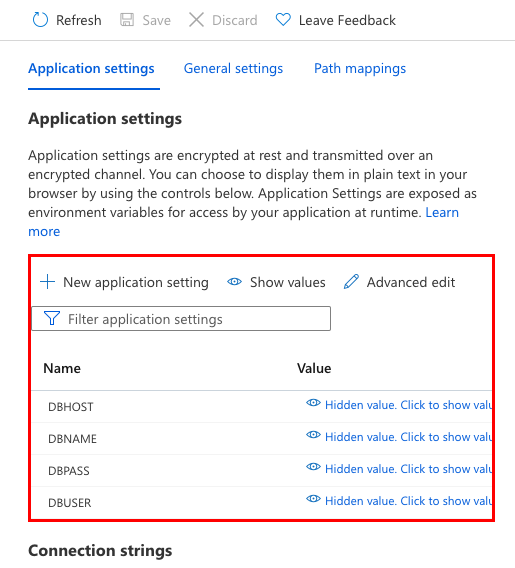 Refresh Save Discard Leave Feedback
Application settings General settings Path mappings
Application settings
Application settings are encrypted at rest and transmitted over an
encrypted channel. You can choose to display them in plain text in your
browser by using the controls below. Application Settings are exposed as
environment variables for access by your application at runtime. Learn
more
New application setting Show values Advanced edit
Filter application settings
Name Value
DBHOST Hidden value. Click to show valu
DBNAME Hidden value. Click to show valu
DBPASS Hidden value. Click to show valu
DBUSER Hidden value. Click to show valu
Connection strings